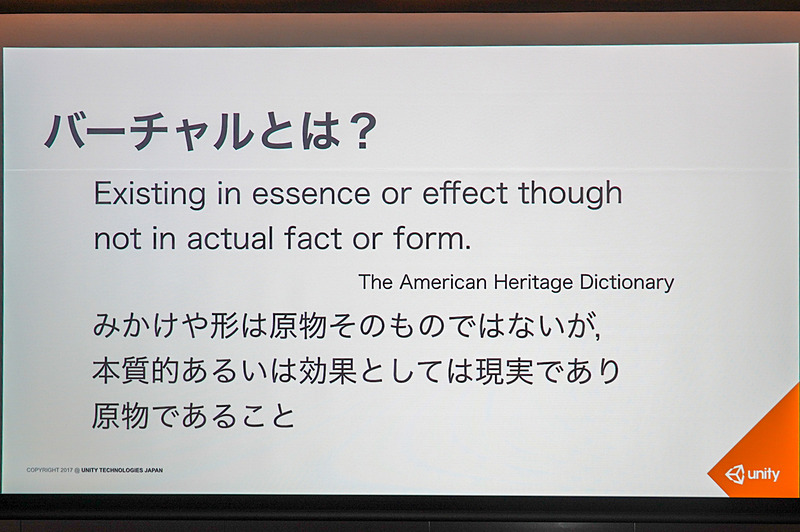 バーチャルとは？
Existing in essence or effect though
not in actual fact or form.
The American Heritage Dictionary
みかけや形は原物そのものではないが,
本質的あるいは効果としては現実であり
原物であること
COPYRIGHT 2017 @ UNITY TECHNOLOGIES JAPAN
unity